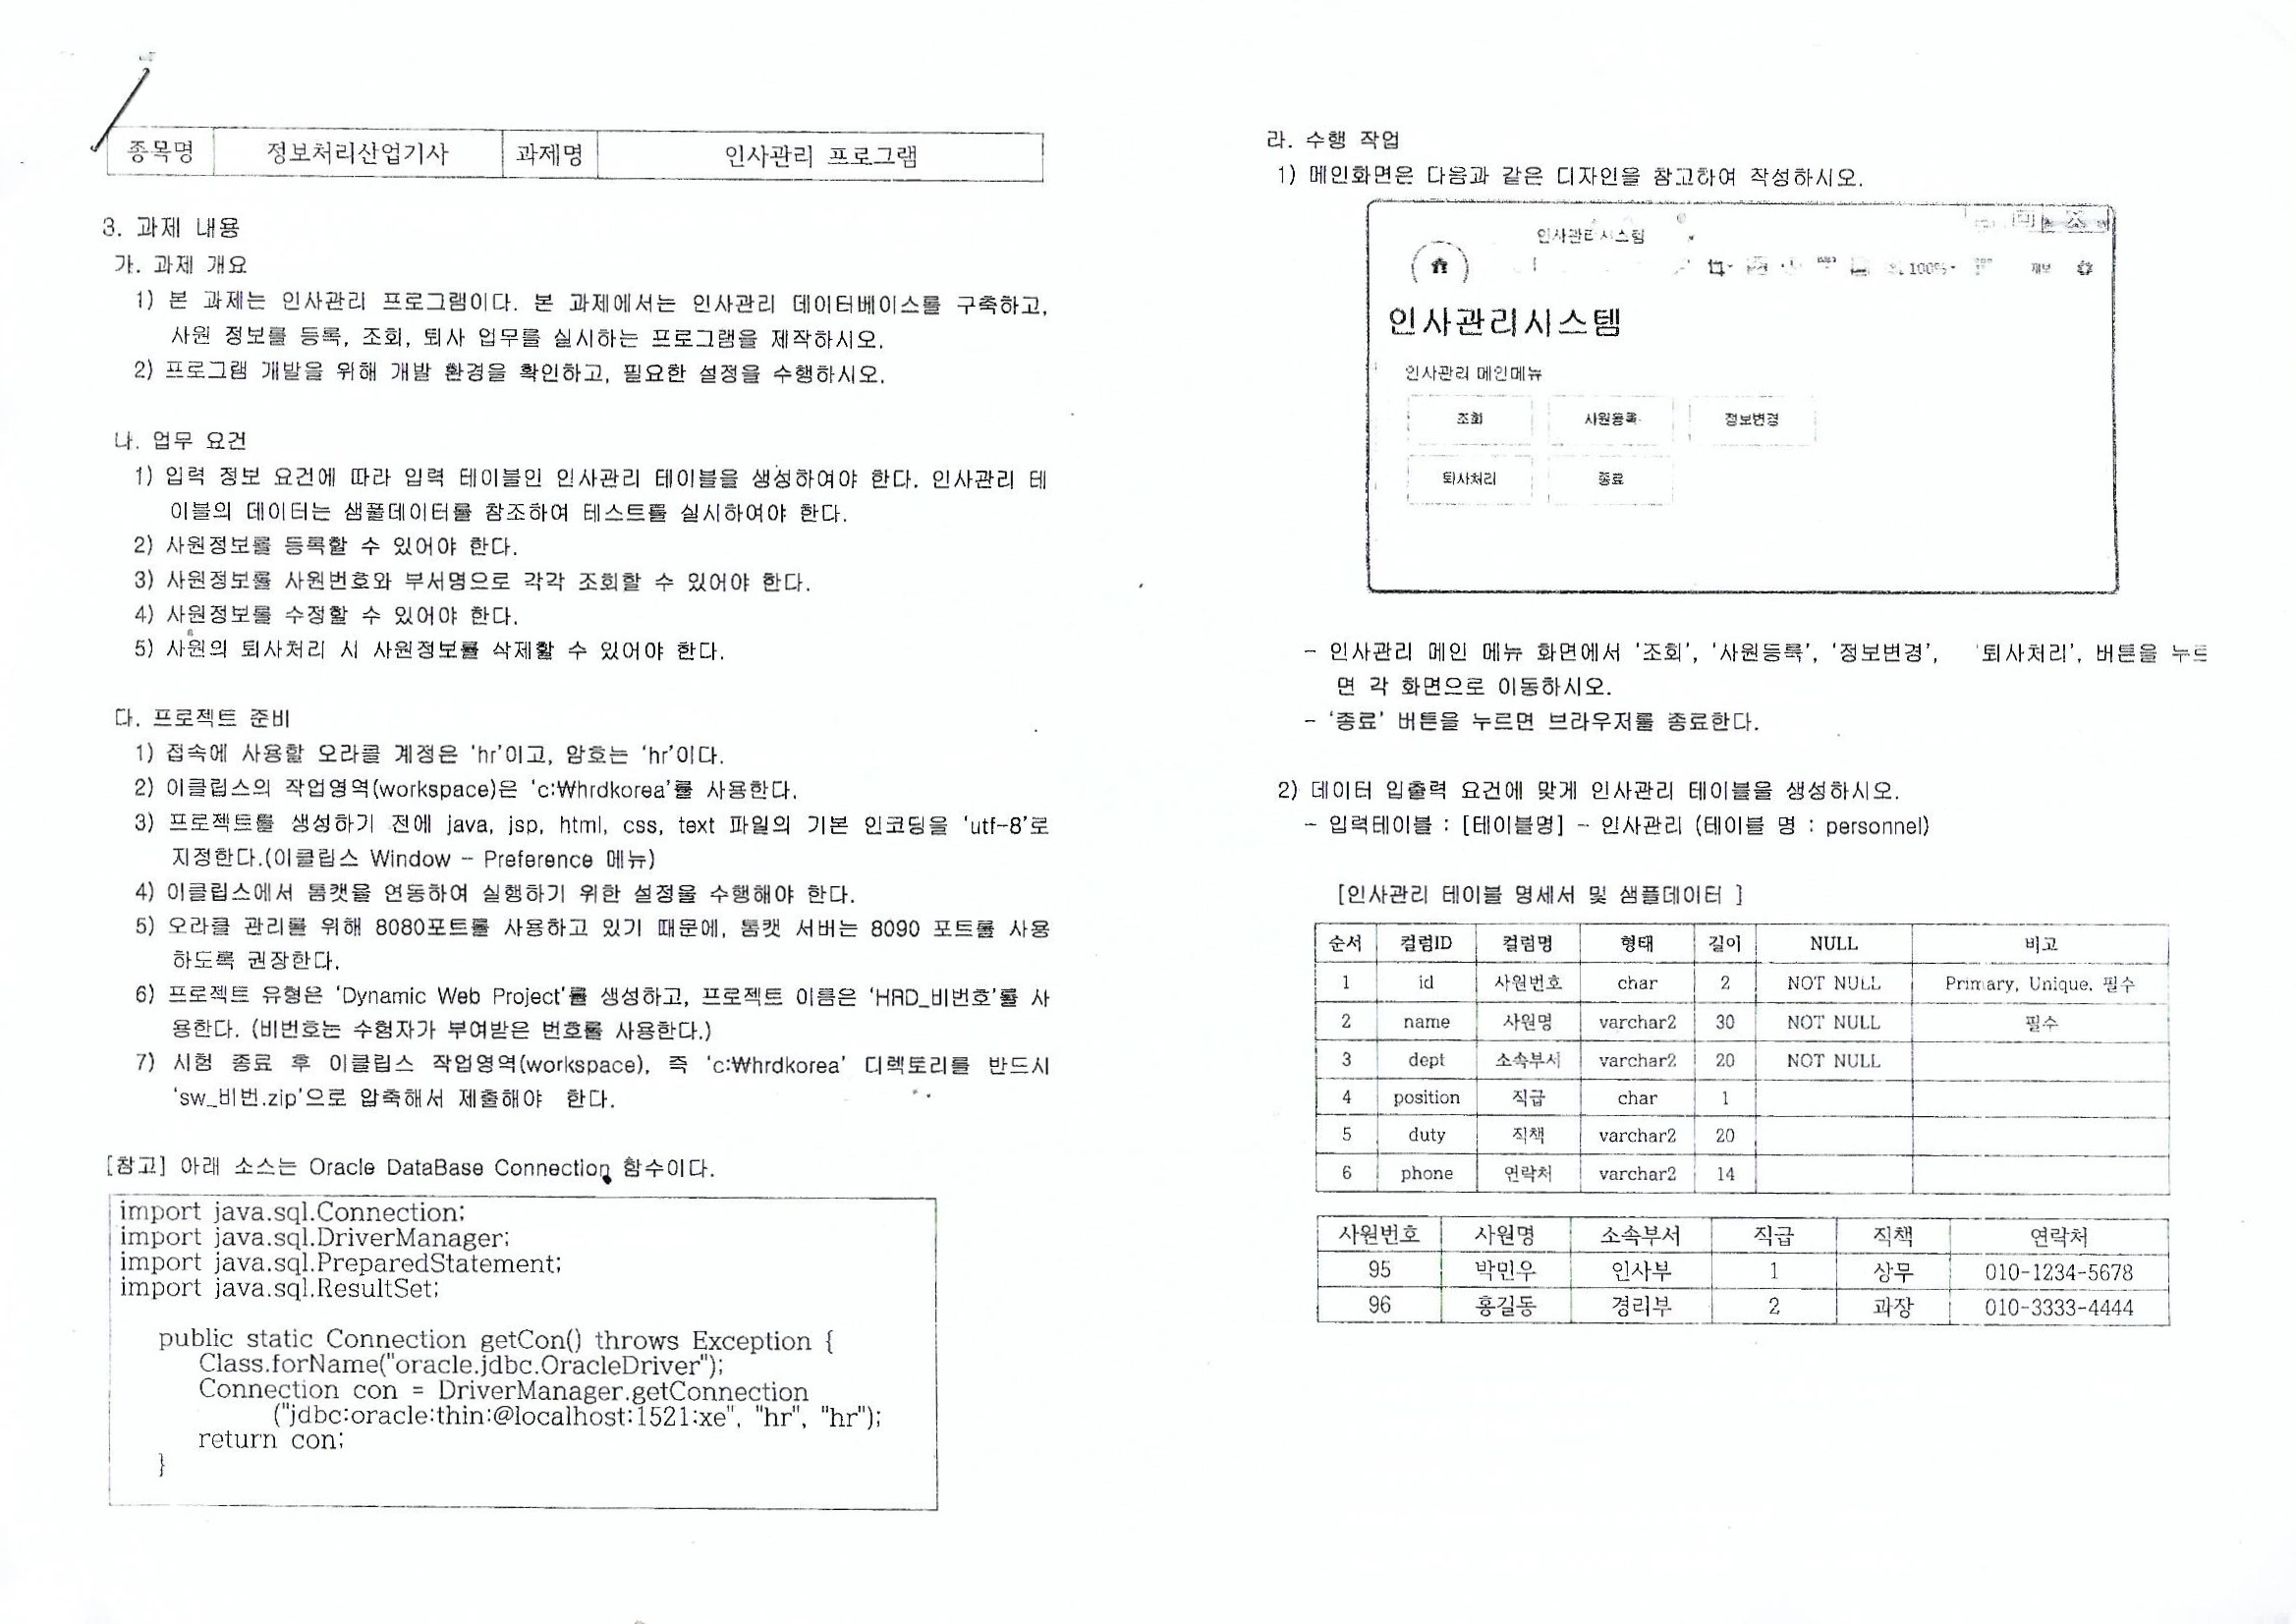 종목명 정보처리산업기사 과제명 인사관리 프로그램
3. 과제 내용
가. 과제 개요
1) 본 과제는 인사관리 프로그램이다. 본 과제에서는 인사관리 데이터베이스를 구축하고,
사원 정보를 등록, 조회, 퇴사 업무를 실시하는 프로그램을 제작하시오.
2) 프로그램 개발을 위해 개발 환경을 확인하고, 필요한 설정을 수행하시오.
나. 업무 요건
1) 입력 정보 요건에 따라 입력 테이블인 인사관리 테이블을 생성하여야 한다. 인사관리 테
이블의 데이터는 샘플데이터를 참조하여 테스트를 실시하여야 한다.
2) 사원정보를 등록할 수 있어야 한다.
3) 사원정보를 사원번호와 부서명으로 각각 조회할 수 있어야 한다.
4) 사원정보를 수정할 수 있어야 한다.
5) 사원의 퇴사처리 시 사원정보를 삭제할 수 있어야 한다.
다. 프로젝트 준비
1) 접속에 사용할 오라클 계정은 'hr'이고, 암호는 'hr'이다.
2) 이클립스의 작업영역(workspace)은 'c:₩hrdkorea'를 사용한다.
3) 프로젝트를 생성하기 전에 java, jsp, html, css, text 파일의 기본 인코딩을 'utf-8'로
지정한다.(이클립스 Window - Preference 메뉴)
4) 이클립스에서 톰캣을 연동하여 실행하기 위한 설정을 수행해야 한다.
5) 오라클 관리를 위해 8080포트를 사용하고 있기 때문에, 톰캣 서버는 8090 포트를 사용
하도록 권장한다.
6) 프로젝트 유형은 'Dynamic Web Project'를 생성하고, 프로젝트 이름은 'HRD_비번호'를 사
용한다. (비번호는 수험자가 부여받은 번호를 사용한다.)
7) 시험 종료 후 이클립스 작업영역(workspace), 즉 'c:₩hrdkorea' 디렉토리를 반드시
'sw_비번.zip'으로 압축해서 제출해야 한다.
[참고] 아래 소스는 Oracle DataBase Connection 함수이다.
import java.sql.Connection;
import java.sql.DriverManager;
import java.sql.PreparedStatement;
import java.sql.ResultSet;
public static Connection getCon() throws Exception {
Class.forName("oracle.jdbc.OracleDriver");
Connection con = DriverManager.getConnection
("jdbc:oracle:thin:@localhost:1521:xe", "hr", "hr");
return con;
}
라. 수행 작업
1) 메인화면은 다음과 같은 디자인을 참고하여 작성하시오.
인사관리시스템
100%
인사관리시스템
인사관리 메인메뉴
조회 사원등록 정보변경
퇴사처리 종료
- 인사관리 메인 메뉴 화면에서 '조회', '사원등록', '정보변경', '퇴사처리', 버튼을 누르
면 각 화면으로 이동하시오.
- '종료' 버튼을 누르면 브라우저를 종료한다.
2) 데이터 입출력 요건에 맞게 인사관리 테이블을 생성하시오.
- 입력테이블 : [테이블명] - 인사관리 (테이블 명 : personnel)
[인사관리 테이블 명세서 및 샘플데이터 ]
순서 컬럼ID 컬럼명 형태 길이 NULL 비고
1 id 사원번호 char 2 NOT NULL Primary, Unique, 필수
2 name 사원명 varchar2 30 NOT NULL 필수
3 dept 소속부서 varchar2 20 NOT NULL
4 position 직급 char 1
5 duty 직책 varchar2 20
6 phone 연락처 varchar2 14
사원번호 사원명 소속부서 직급 직책 연락처
95 박민우 인사부 1 상무 010-1234-5678
96 홍길동 경리부 2 과장 010-3333-4444